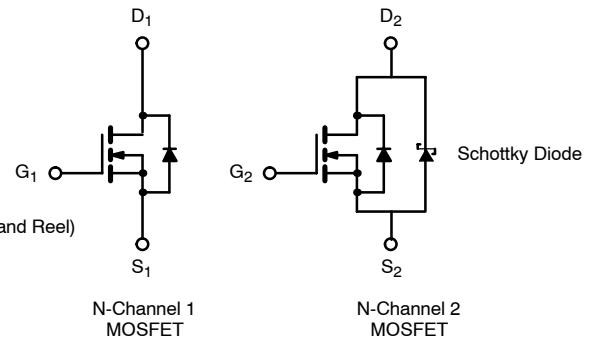 D1
D2
G1
G2
Schottky Diode
and Reel)
S1
S2
N-Channel 1
MOSFET
N-Channel 2
MOSFET